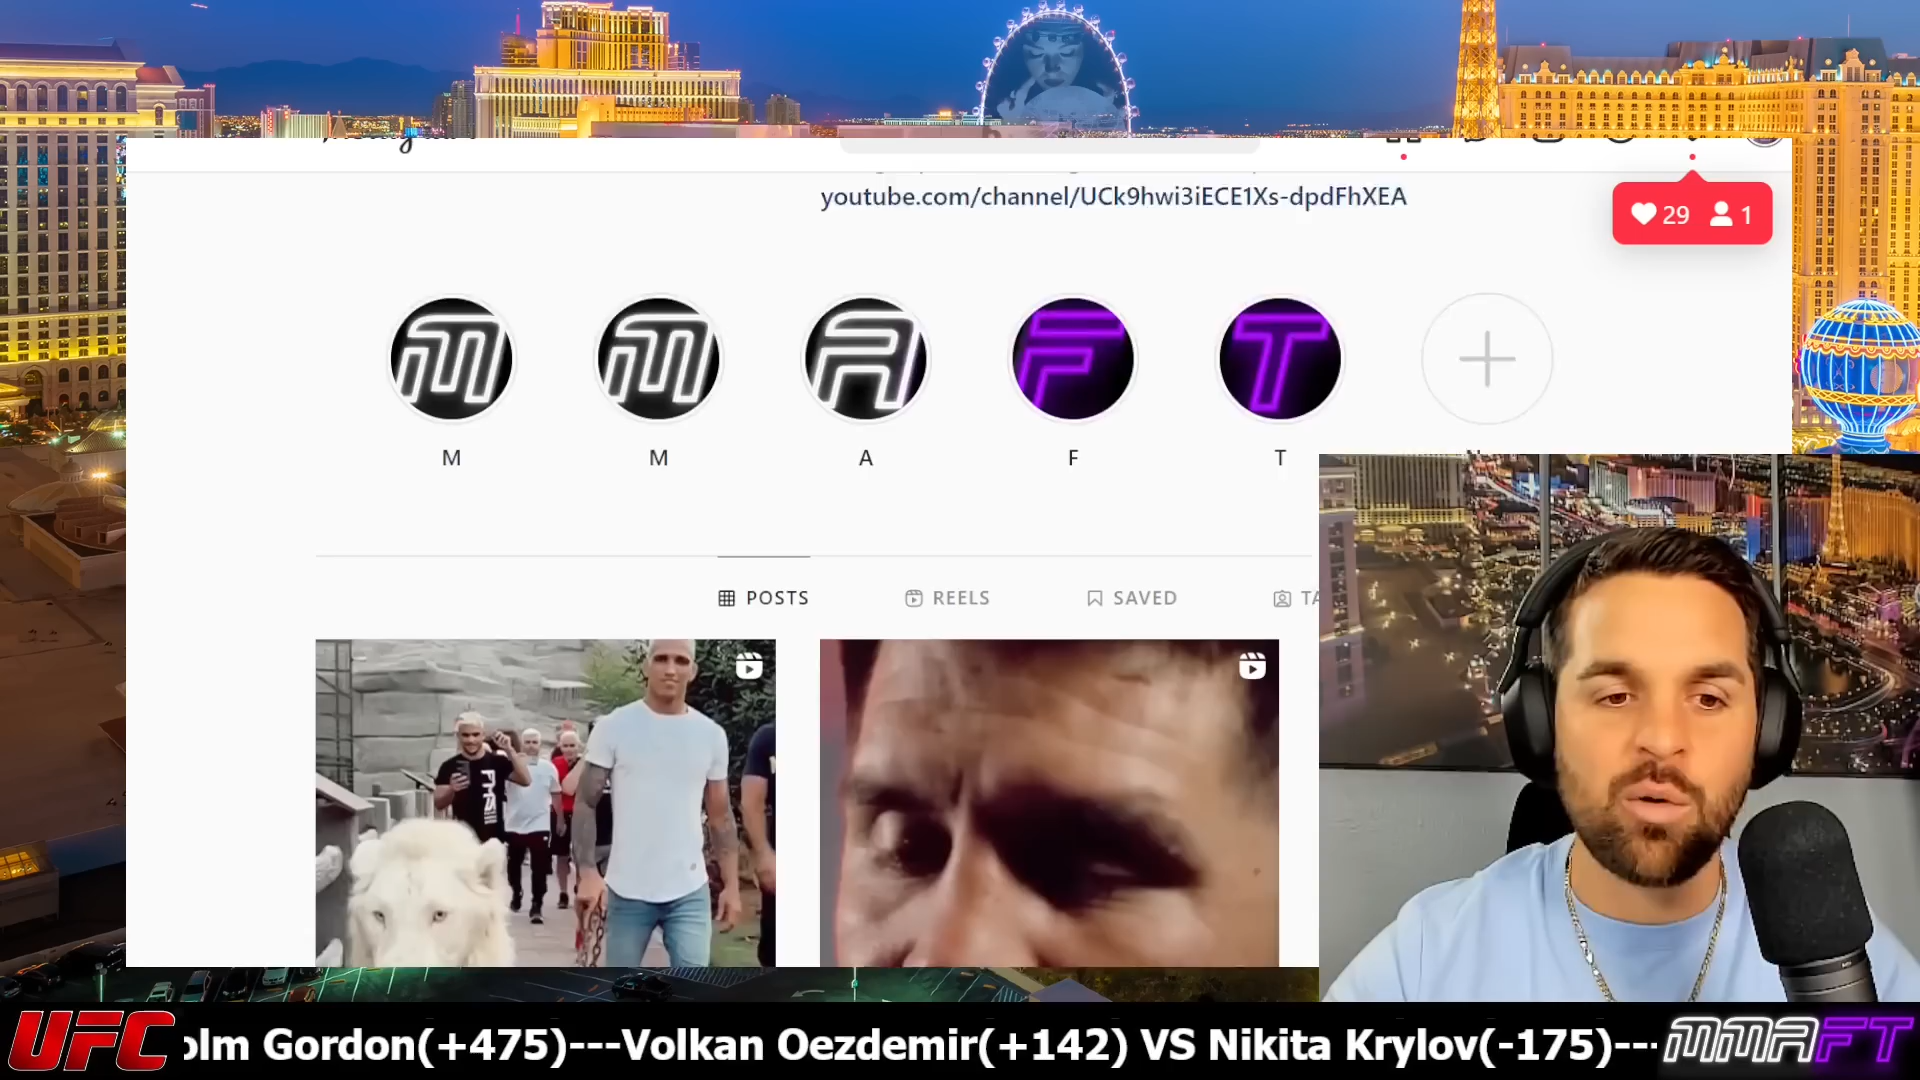 youtube.com/channel/UCk9hwi3iECE1Xs-dpdFhXEA
29 1
M M A F T
M M A F T
POSTS REELS SAVED
UFC olm Gordon(+475)---Volkan Oezdemir(+142) VS Nikita Krylov(-175)--- MMAFT